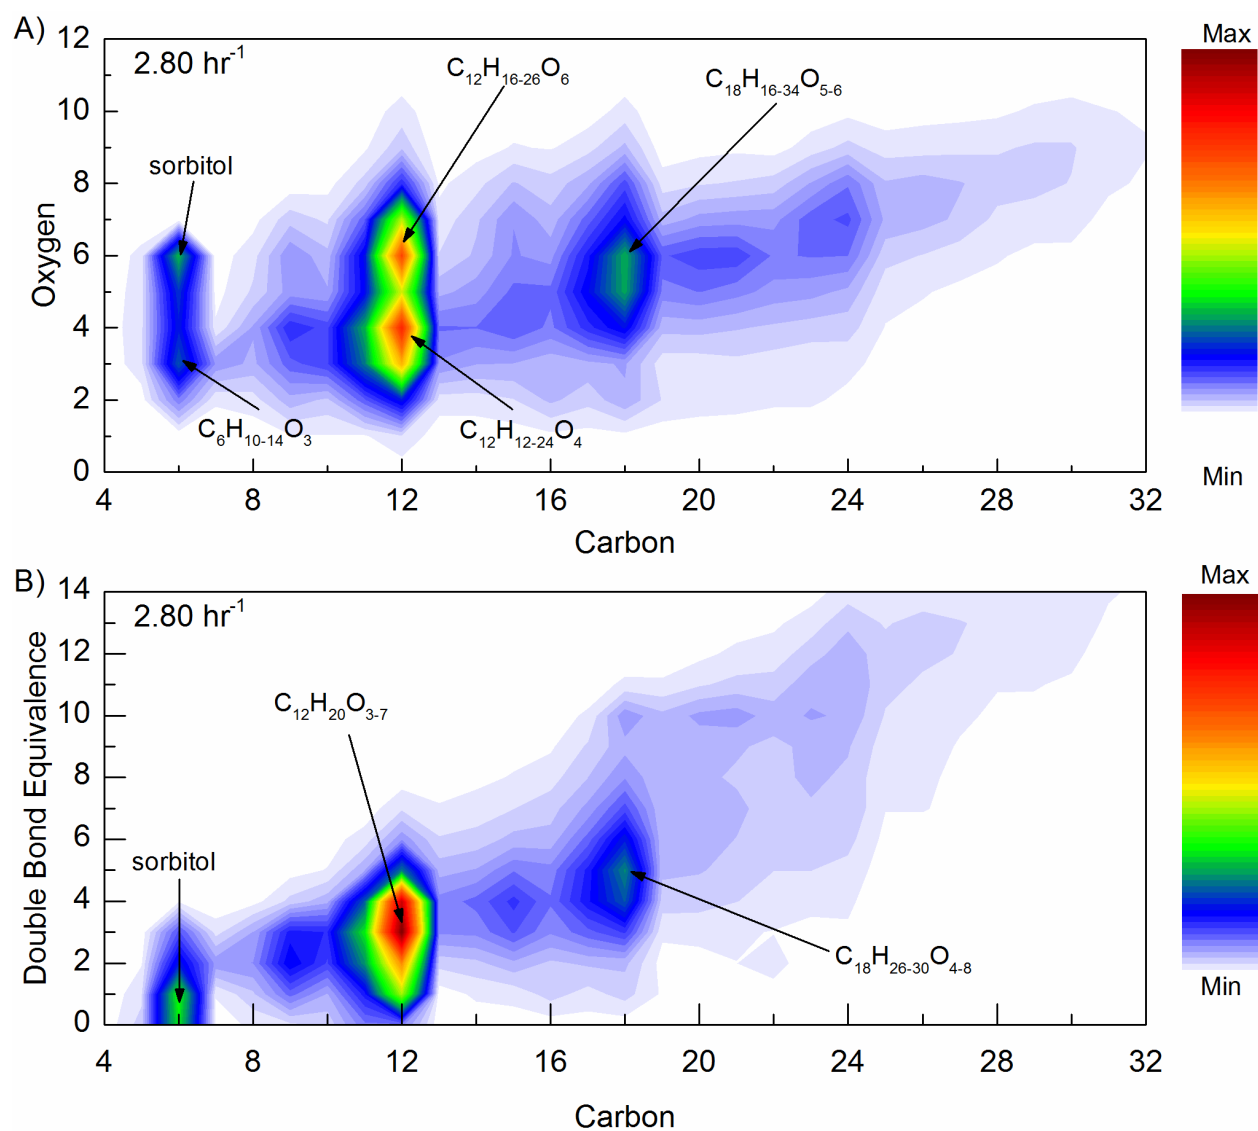 A)
Max
12
2.80 hr⁻¹
C₁₂H₁₆₋₂₆O₆
C₁₈H₁₆₋₃₄O₅₋₆
10
sorbitol
8
Oxygen
6
4
2
C₆H₁₀₋₁₄O₃
C₁₂H₁₂₋₂₄O₄
0
Min
4 8 12 16 20 24 28 32
Carbon
B)
Max
14
2.80 hr⁻¹
12
C₁₂H₂₀O₃₋₇
10
Double Bond Equivalence
8
6
sorbitol
4
C₁₈H₂₆₋₃₀O₄₋₈
2
Min
0
4 8 12 16 20 24 28 32
Carbon